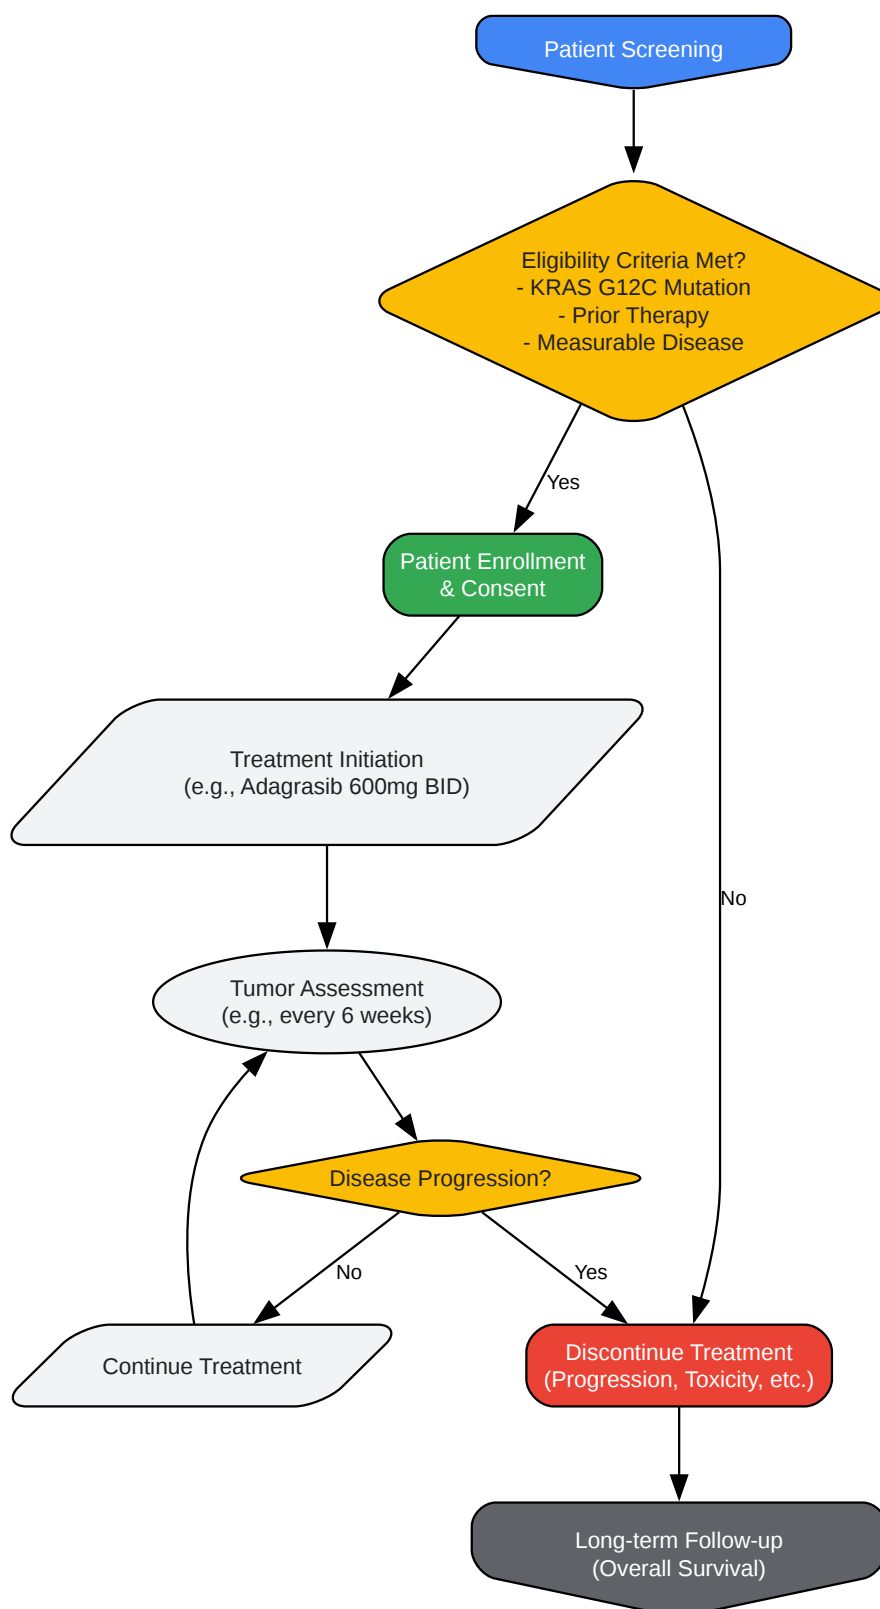 Patient Screening
Eligibility Criteria Met?
- KRAS G12C Mutation
- Prior Therapy
- Measurable Disease
Yes
Patient Enrollment
& Consent
Treatment Initiation
(e.g., Adagrasib 600mg BID)
No
Tumor Assessment
(e.g., every 6 weeks)
Disease Progression?
No
Yes
Continue Treatment
Discontinue Treatment
(Progression, Toxicity, etc.)
Long-term Follow-up
(Overall Survival)